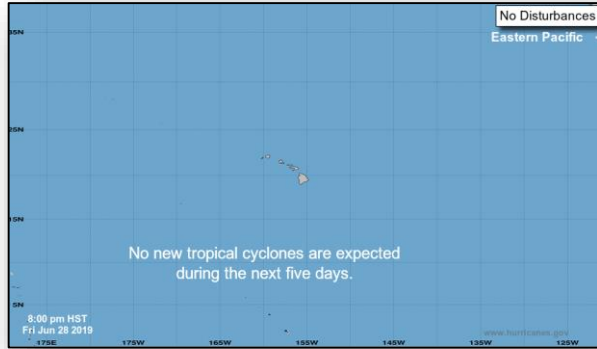 No Disturbances
Eastern Pacific
35N
25N
15N
No new tropical cyclones are expected
during the next five days.
5N
8:00 pm HST
Fri Jun 28 2019
www.hurricanes.gov
175E 175W 165W 155W 145W 135W 125W